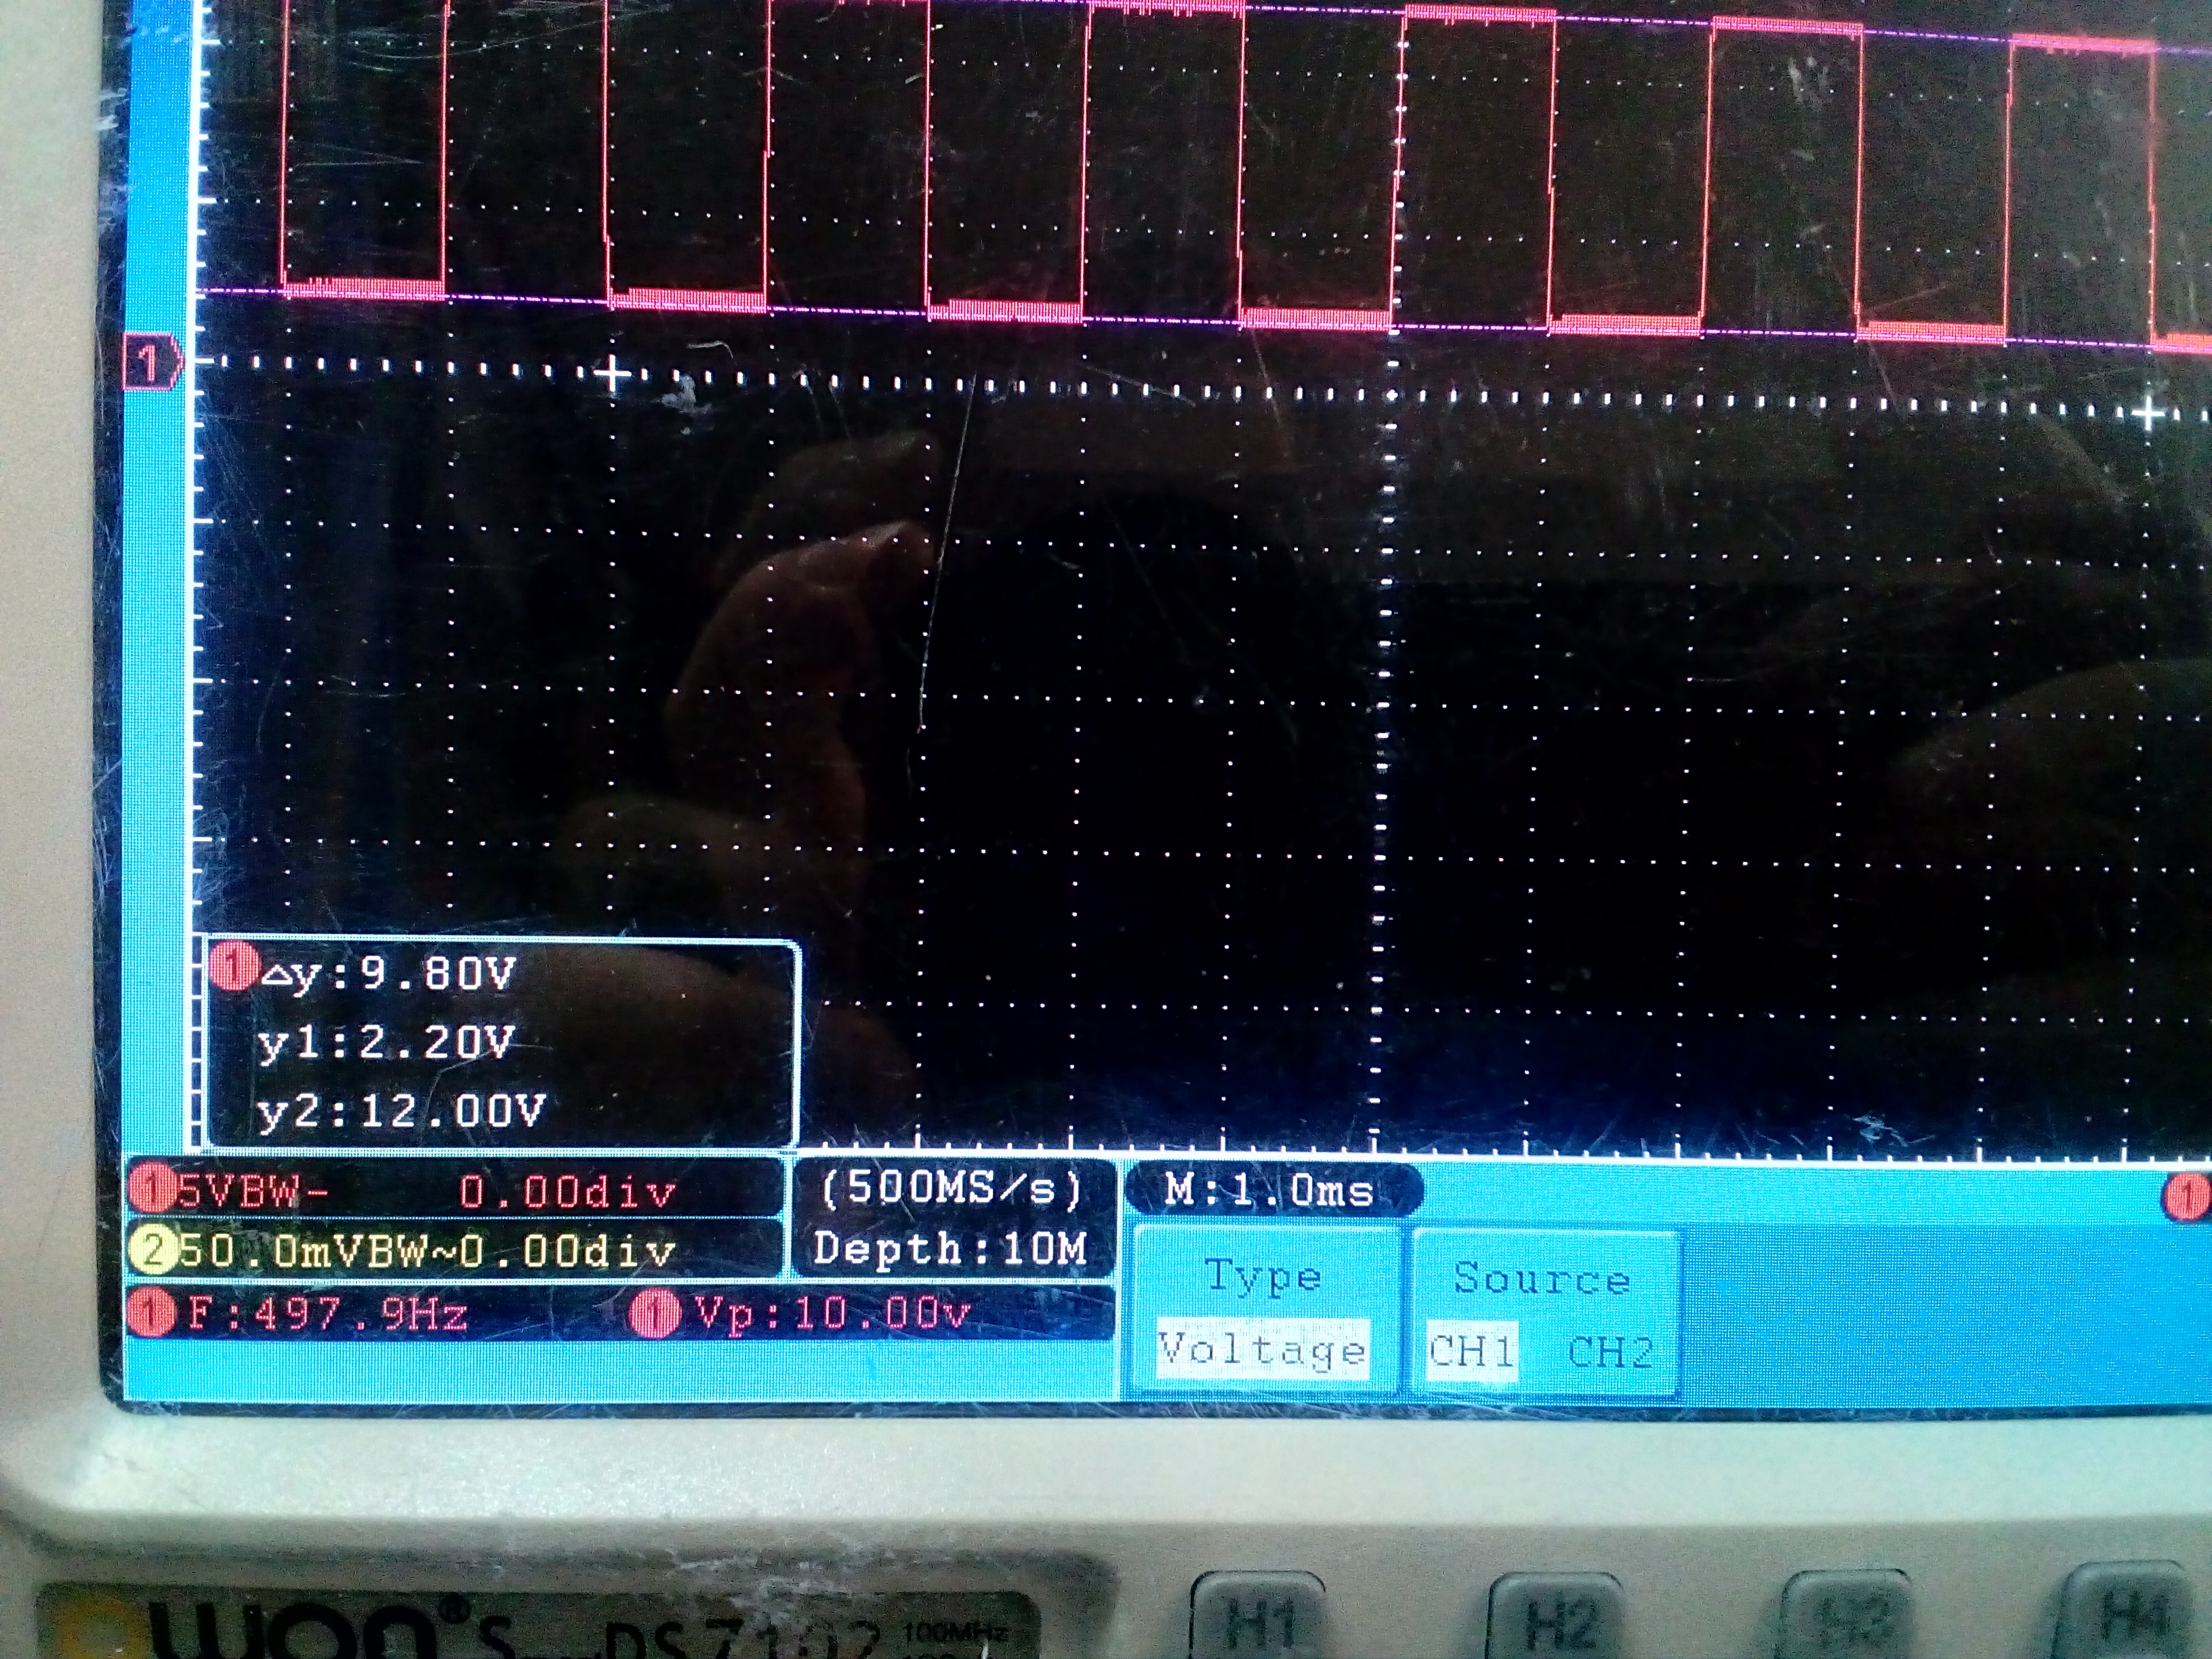 1
1 △y:9.80V
y1:2.20V
y2:12.00V
1 5VBW- 0.00div
(500MS/s)
M:1.0ms
1
2 50.0mVBW~0.00div
Depth:10M
Type
Source
1 F:497.9Hz
1 Vp:10.00v
Voltage
CH1 CH2
owon®
100MHz
H1
H2
H3
H4